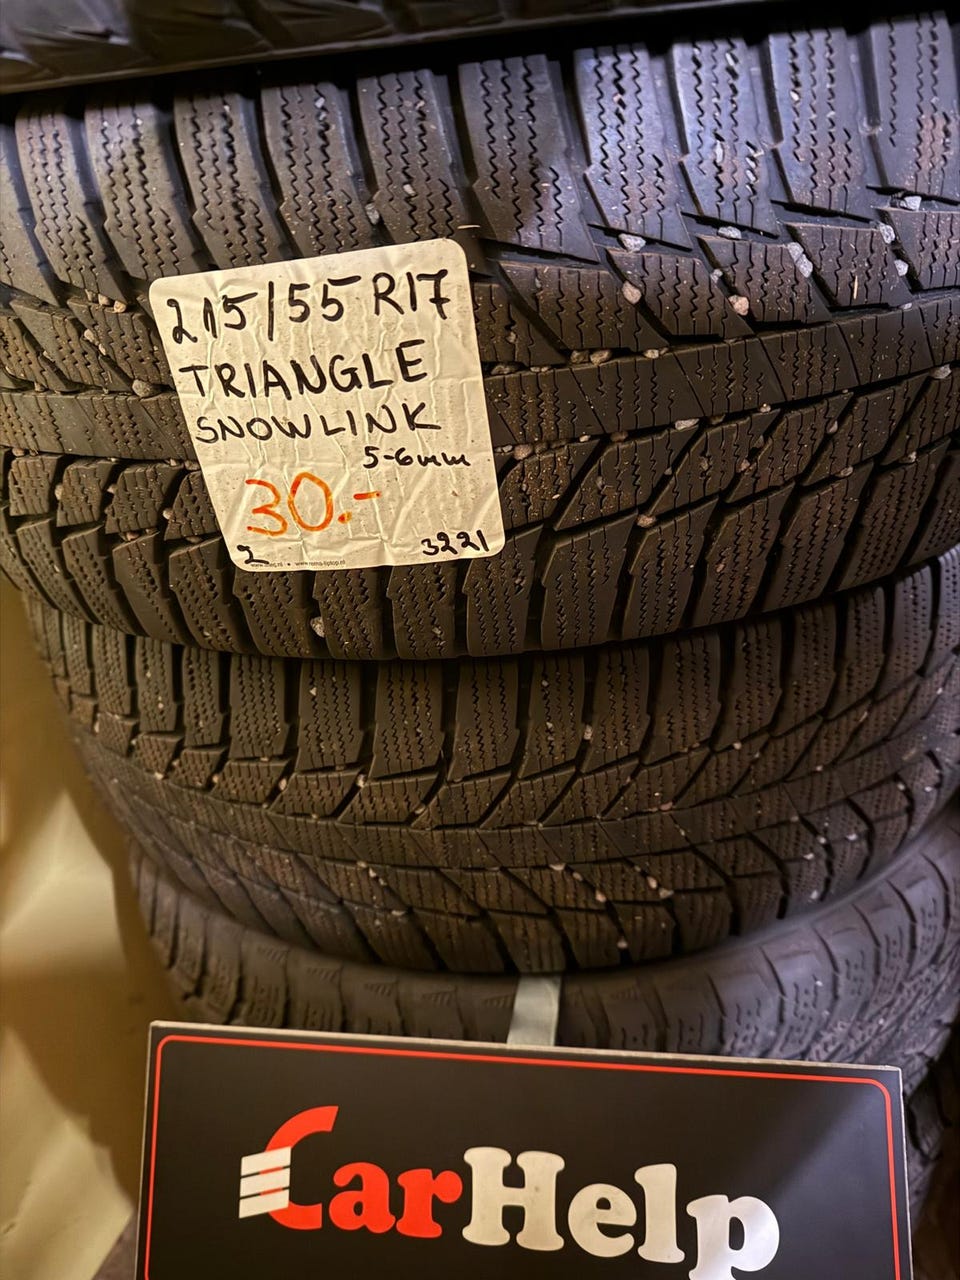 215/55 R17
TRIANGLE
SNOWLINK
5-6mm
30.-
2
3221
CarHelp